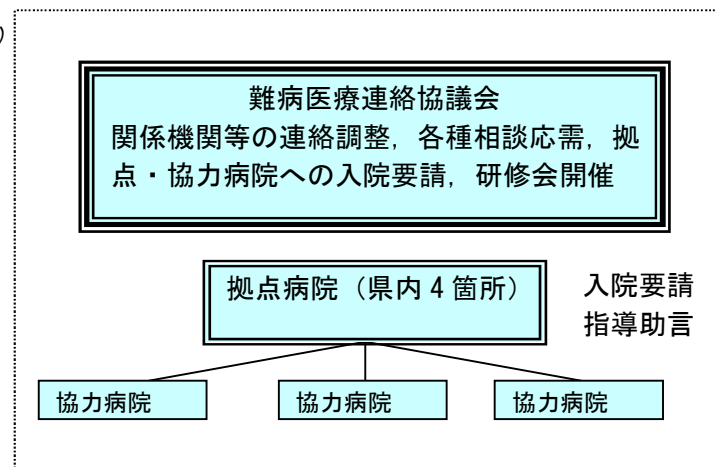 )
難病医療連絡協議会
関係機関等の連絡調整，各種相談応需，拠
点・協力病院への入院要請，研修会開催
拠点病院（県内４箇所）
入院要請
指導助言
協力病院
協力病院
協力病院